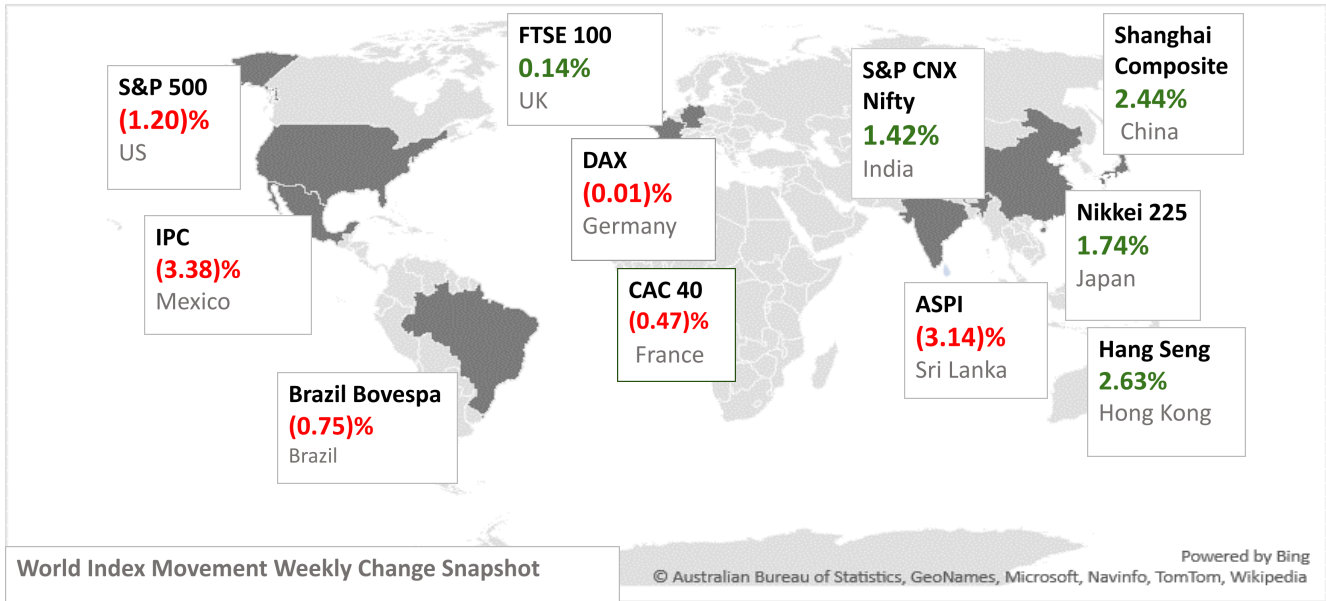 FTSE 100
0.14%
UK
Shanghai
Composite
2.44%
China
S&P CNX
Nifty
1.42%
India
S&P 500
(1.20)%
US
DAX
(0.01)%
Germany
Nikkei 225
1.74%
Japan
IPC
(3.38)%
Mexico
CAC 40
(0.47)%
France
ASPI
(3.14)%
Sri Lanka
Hang Seng
2.63%
Hong Kong
Brazil Bovespa
(0.75)%
Brazil
World Index Movement Weekly Change Snapshot
Powered by Bing
© Australian Bureau of Statistics, GeoNames, Microsoft, Navinfo, TomTom, Wikipedia